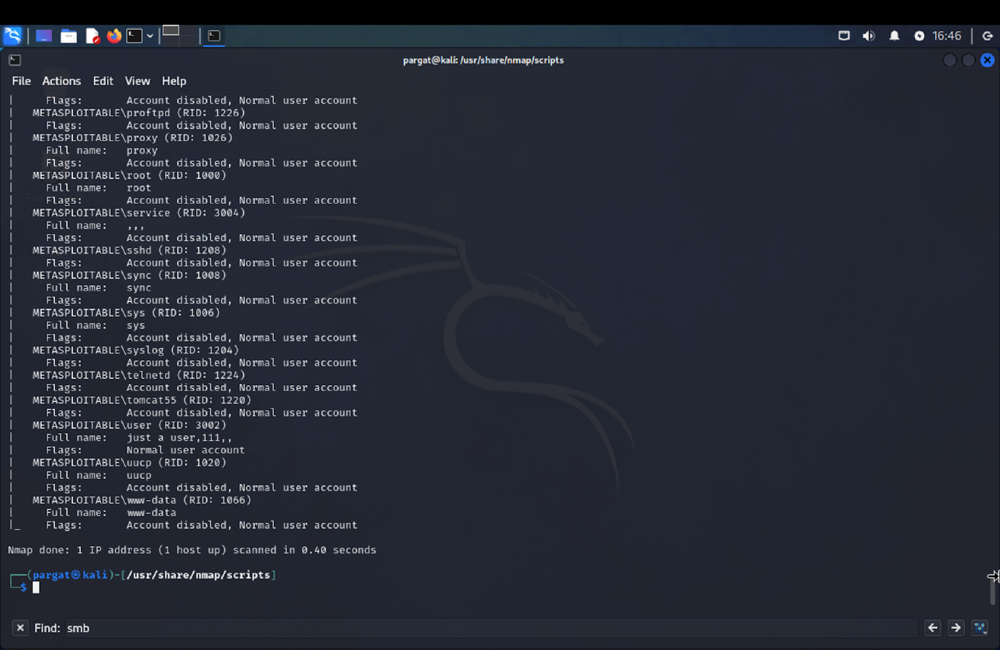 16:46
pargat@kali: /usr/share/nmap/scripts
File Actions Edit View Help
|     Flags:       Account disabled, Normal user account
|   METASPLOITABLE\proftpd (RID: 1226)
|     Flags:       Account disabled, Normal user account
|   METASPLOITABLE\proxy (RID: 1026)
|     Full name:   proxy
|     Flags:       Account disabled, Normal user account
|   METASPLOITABLE\root (RID: 1000)
|     Full name:   root
|     Flags:       Account disabled, Normal user account
|   METASPLOITABLE\service (RID: 3004)
|     Full name:   ,,,
|     Flags:       Account disabled, Normal user account
|   METASPLOITABLE\sshd (RID: 1208)
|     Flags:       Account disabled, Normal user account
|   METASPLOITABLE\sync (RID: 1008)
|     Full name:   sync
|     Flags:       Account disabled, Normal user account
|   METASPLOITABLE\sys (RID: 1006)
|     Full name:   sys
|     Flags:       Account disabled, Normal user account
|   METASPLOITABLE\syslog (RID: 1204)
|     Flags:       Account disabled, Normal user account
|   METASPLOITABLE\telnetd (RID: 1224)
|     Flags:       Account disabled, Normal user account
|   METASPLOITABLE\tomcat55 (RID: 1220)
|     Flags:       Account disabled, Normal user account
|   METASPLOITABLE\user (RID: 3002)
|     Full name:   just a user,111,,
|     Flags:       Normal user account
|   METASPLOITABLE\uucp (RID: 1020)
|     Full name:   uucp
|     Flags:       Account disabled, Normal user account
|   METASPLOITABLE\www-data (RID: 1066)
|     Full name:   www-data
|_    Flags:       Account disabled, Normal user account
Nmap done: 1 IP address (1 host up) scanned in 0.40 seconds
┌──(pargat㉿kali)-[/usr/share/nmap/scripts]
└─$
Find: smb